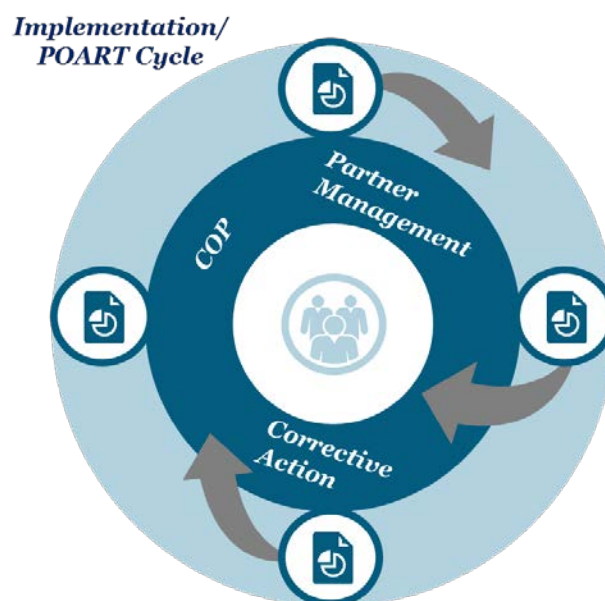 Implementation/
POART Cycle
Partner
Management
COP
Corrective
Action